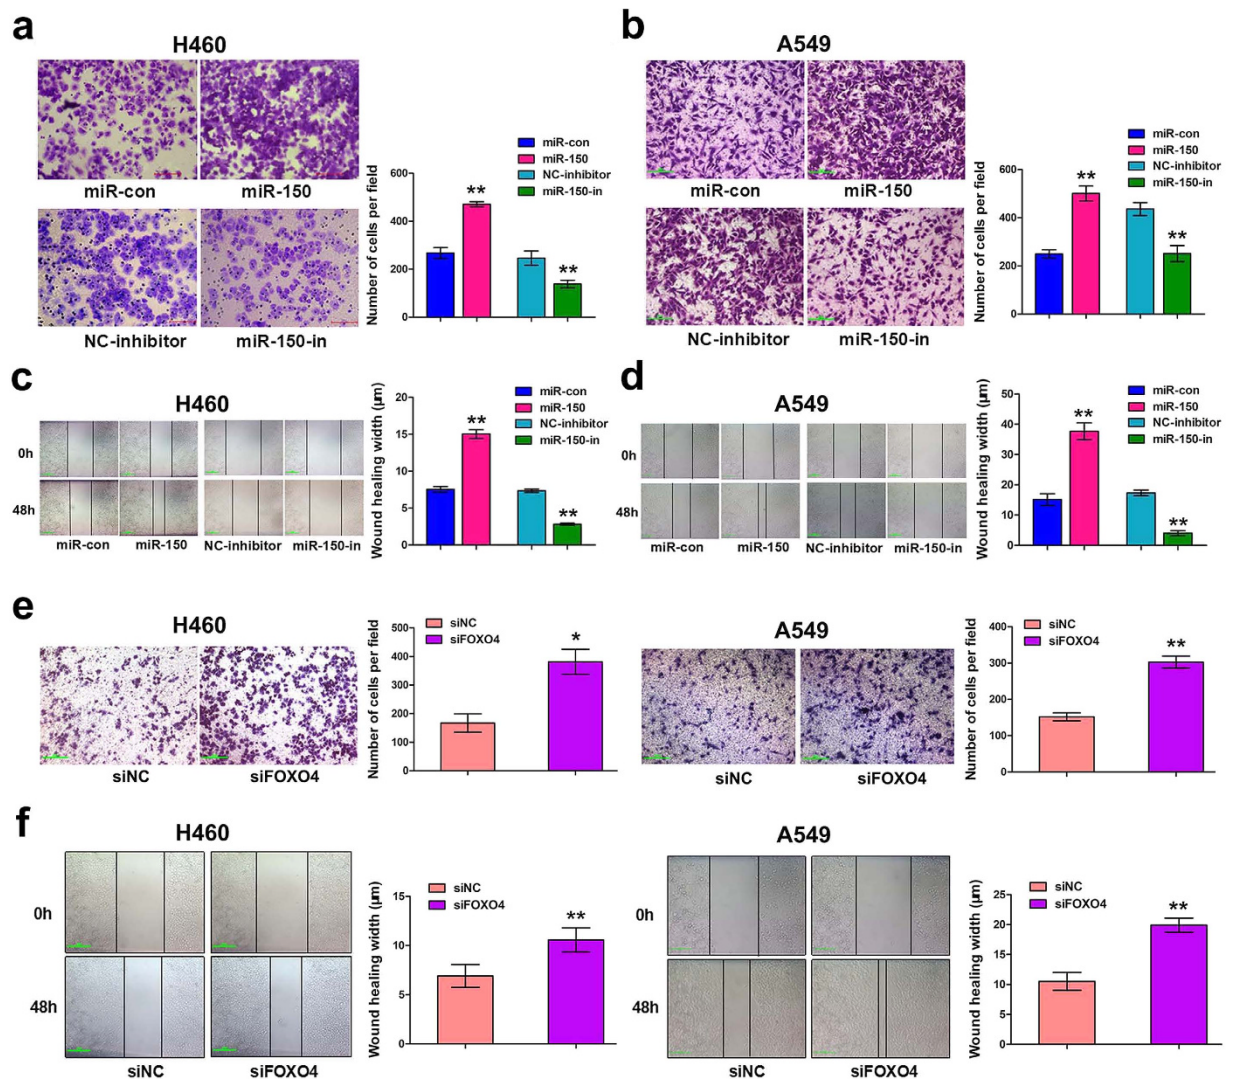 a
H460
miR-con
miR-150
NC-inhibitor
miR-150-in
Number of cells per field
600
400
200
0
**
**
miR-con
miR-150
NC-inhibitor
miR-150-in
b
A549
miR-con
miR-150
NC-inhibitor
miR-150-in
Number of cells per field
600
400
200
0
**
**
miR-con
miR-150
NC-inhibitor
miR-150-in
c
H460
0h
48h
miR-con
miR-150
NC-inhibitor
miR-150-in
Wound healing width (μm)
20
15
10
5
0
**
**
miR-con
miR-150
NC-inhibitor
miR-150-in
d
A549
0h
48h
miR-con
miR-150
NC-inhibitor
miR-150-in
Wound healing width (μm)
50
40
30
20
10
0
**
**
miR-con
miR-150
NC-inhibitor
miR-150-in
e
H460
siNC
siFOXO4
Number of cells per field
500
400
300
200
100
0
*
siNC
siFOXO4
A549
siNC
siFOXO4
Number of cells per field
400
300
200
100
0
**
siNC
siFOXO4
f
H460
0h
48h
siNC
siFOXO4
Wound healing width (μm)
15
10
5
0
**
siNC
siFOXO4
A549
0h
48h
siNC
siFOXO4
Wound healing width (μm)
25
20
15
10
5
0
**
siNC
siFOXO4